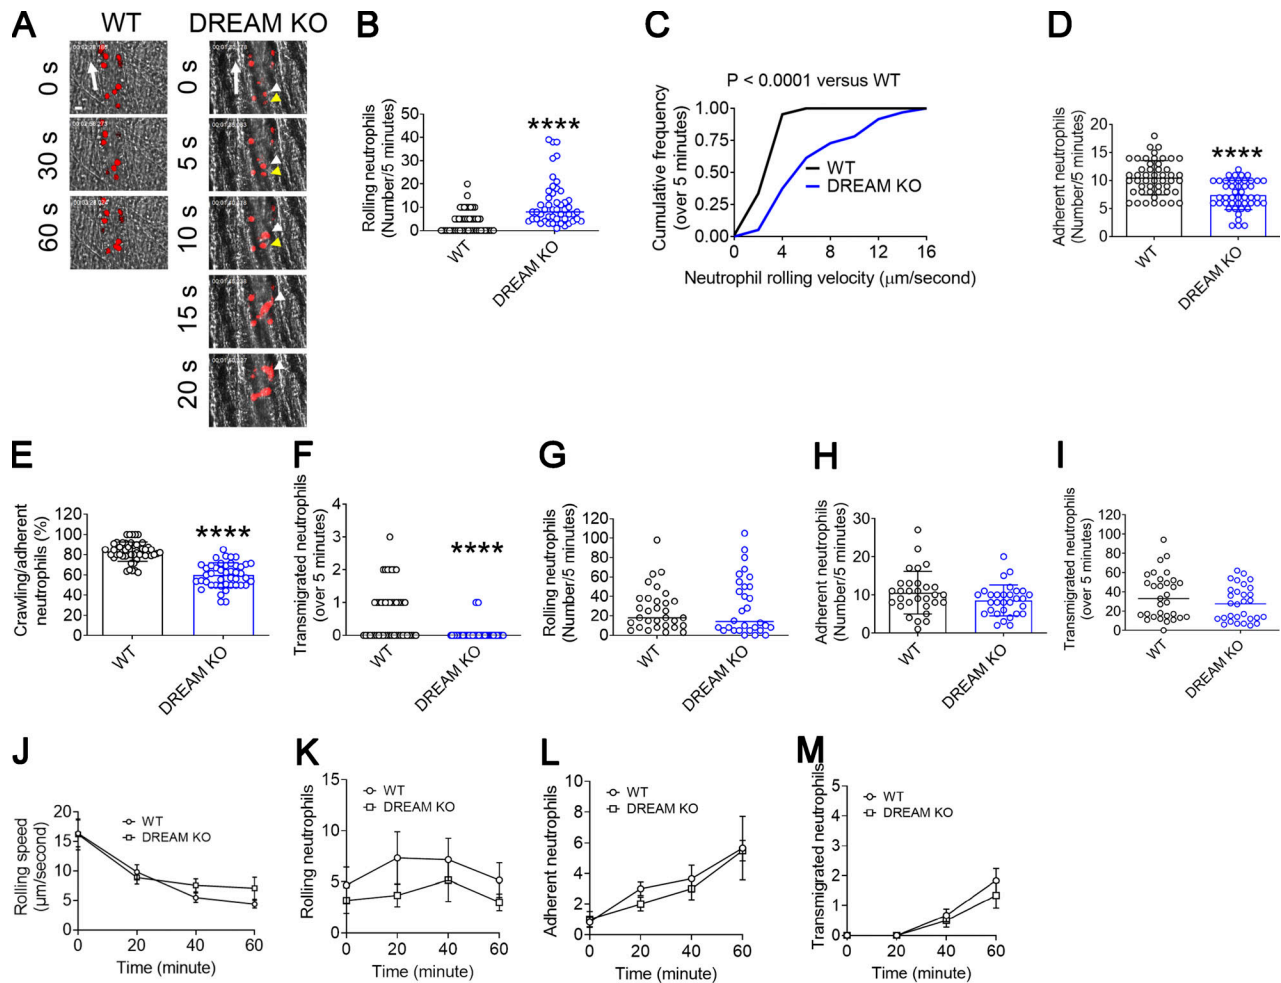 A
WT
DREAM KO
0 s
30 s
60 s
0 s
5 s
10 s
15 s
20 s
B
Rolling neutrophils
(Number/5 minutes)
50
40
30
20
10
0
****
WT
DREAM KO
C
P < 0.0001 versus WT
Cumulative frequency
(over 5 minutes)
1.00
0.75
0.50
0.25
0.00
WT
DREAM KO
0 4 8 12 16
Neutrophil rolling velocity (μm/second)
D
Adherent neutrophils
(Number/5 minutes)
20
15
10
5
0
****
WT
DREAM KO
E
Crawling/adherent
neutrophils (%)
120
100
80
60
40
20
0
****
WT
DREAM KO
F
Transmigrated neutrophils
(over 5 minutes)
4
3
2
1
0
****
WT
DREAM KO
G
Rolling neutrophils
(Number/5 minutes)
120
100
80
60
40
20
0
WT
DREAM KO
H
Adherent neutrophils
(Number/5 minutes)
30
20
10
0
WT
DREAM KO
I
Transmigrated neutrophils
(over 5 minutes)
120
100
80
60
40
20
0
WT
DREAM KO
J
Rolling speed
(μm/second)
20
15
10
5
0
WT
DREAM KO
0 20 40 60
Time (minute)
K
Rolling neutrophils
15
10
5
0
WT
DREAM KO
0 20 40 60
Time (minute)
L
Adherent neutrophils
10
8
6
4
2
0
WT
DREAM KO
0 20 40 60
Time (minute)
M
Transmigrated neutrophils
5
4
3
2
1
0
WT
DREAM KO
0 20 40 60
Time (minute)